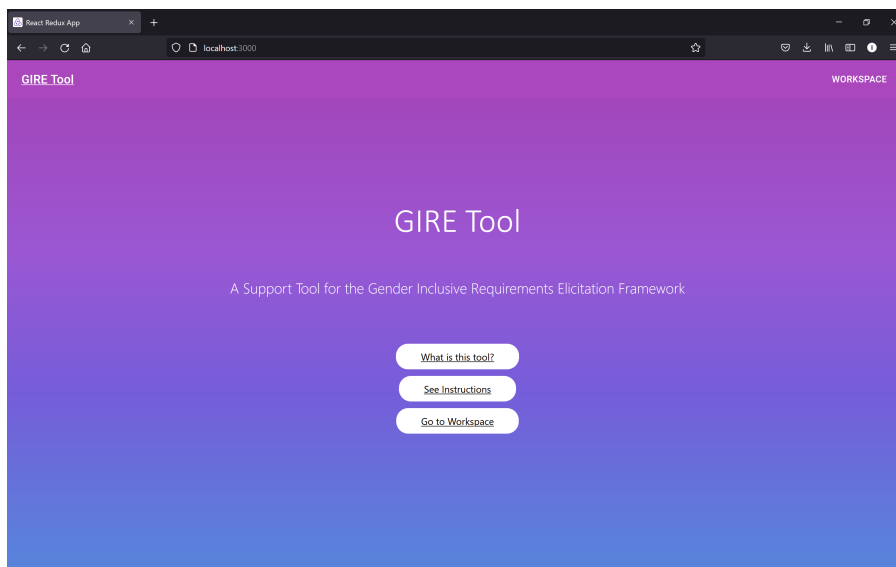 React Redux App
localhost:3000
GIRE Tool
WORKSPACE
GIRE Tool
A Support Tool for the Gender Inclusive Requirements Elicitation Framework
What is this tool?
See Instructions
Go to Workspace